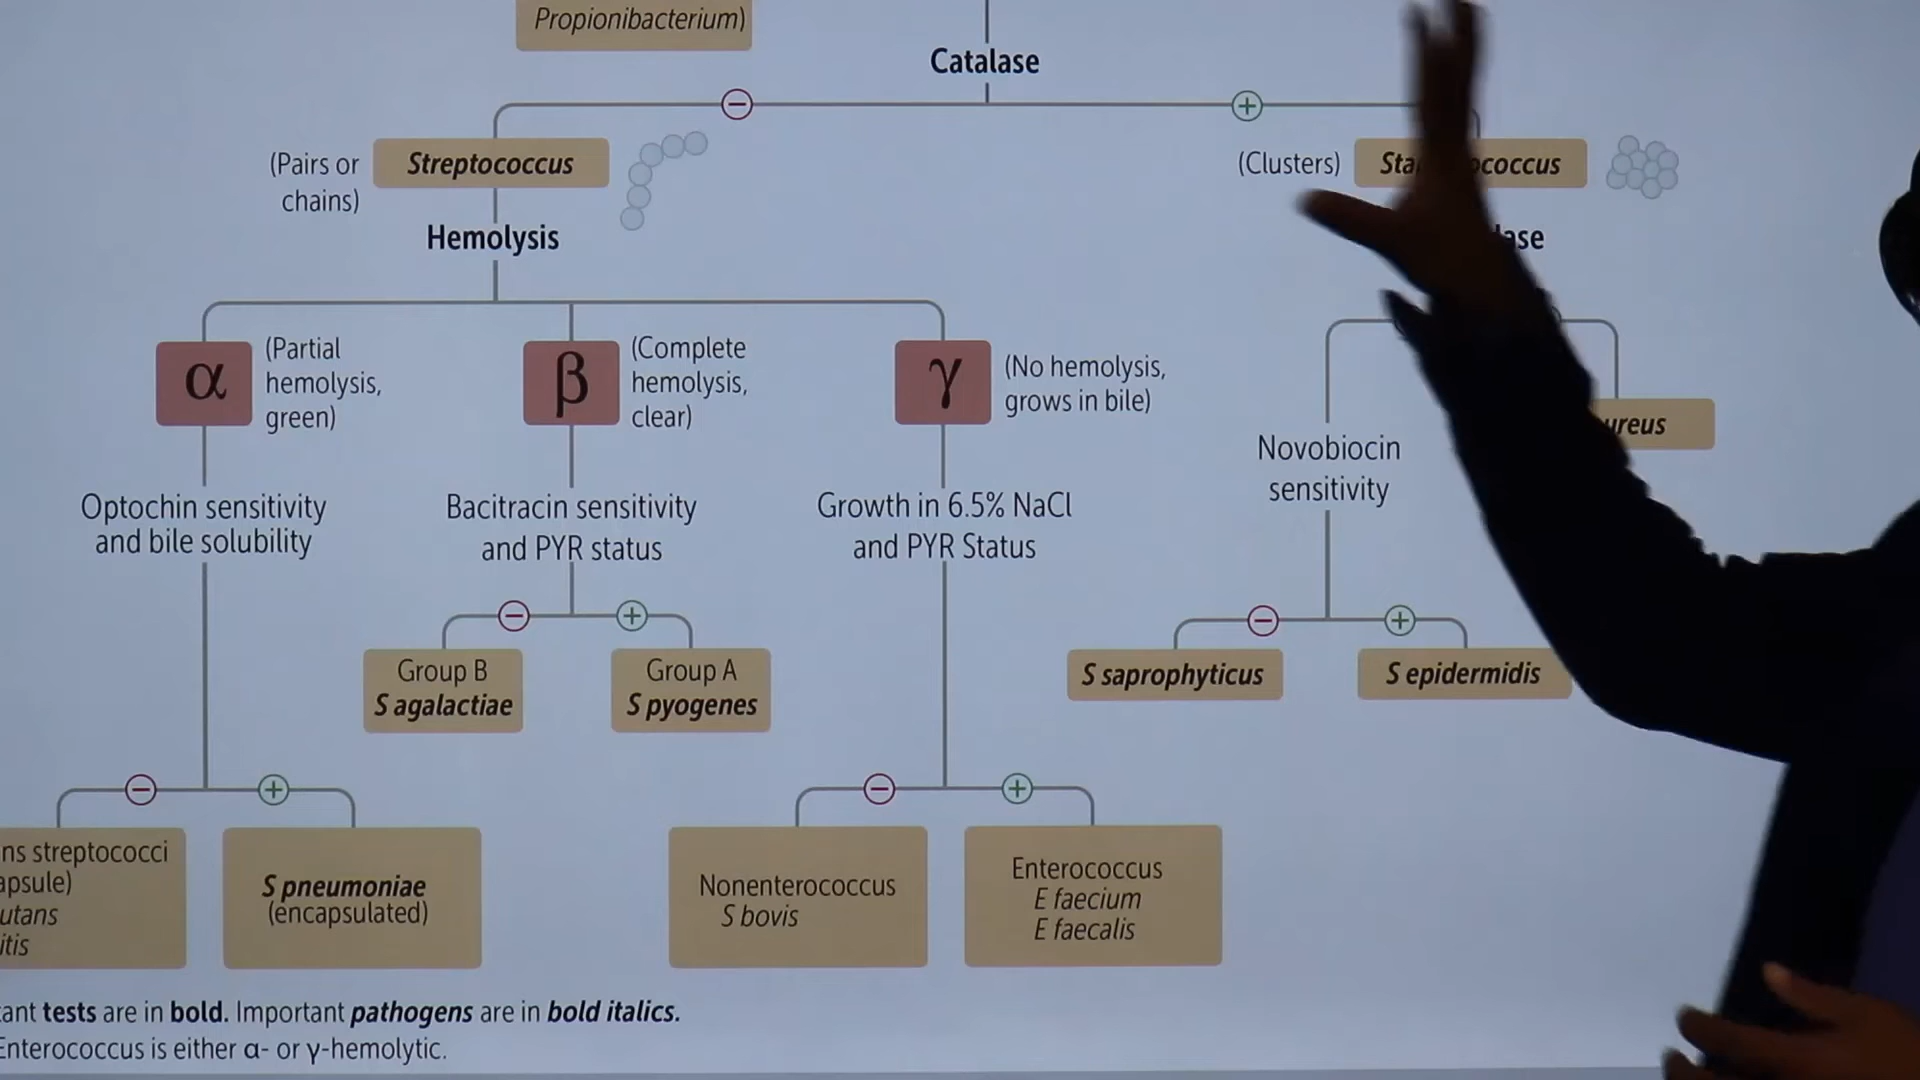 Propionibacterium)
Catalase
(Pairs or
chains)
Streptococcus
(Clusters)
Hemolysis
α
(Partial
hemolysis,
green)
β
(Complete
hemolysis,
clear)
γ
(No hemolysis,
grows in bile)
Optochin sensitivity
and bile solubility
Bacitracin sensitivity
and PYR status
Growth in 6.5% NaCl
and PYR Status
Novobiocin
sensitivity
Group B
S agalactiae
Group A
S pyogenes
S saprophyticus
S epidermidis
streptococci
S pneumoniae
(encapsulated)
Nonenterococcus
S bovis
Enterococcus
E faecium
E faecalis
tests are in bold. Important pathogens are in bold italics.
Enterococcus is either α- or γ-hemolytic.